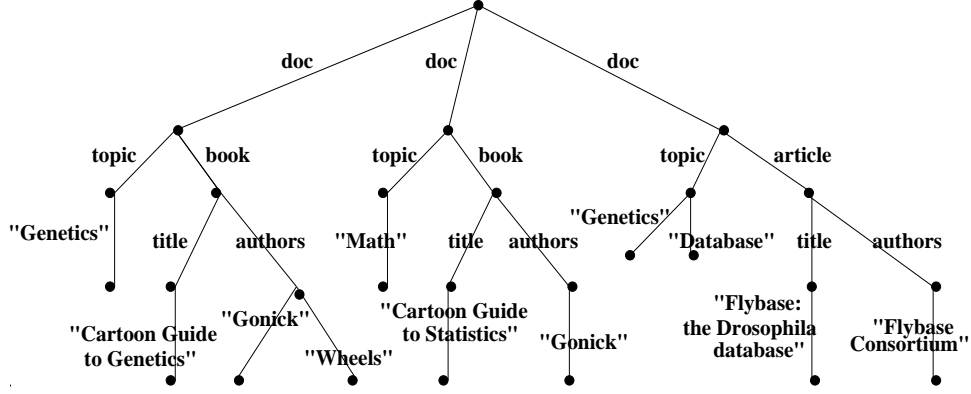 doc
doc
doc
topic
book
topic
book
topic
article
"Genetics"
title
authors
"Math"
title
authors
"Genetics"
"Database"
title
authors
"Cartoon Guide
to Genetics"
"Gonick"
"Wheels"
"Cartoon Guide
to Statistics"
"Gonick"
"Flybase:
the Drosophila
database"
"Flybase
Consortium"